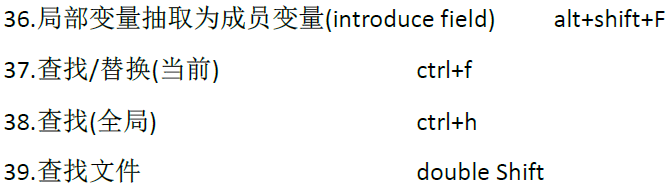 36.局部变量抽取为成员变量(introduce field) alt+shift+F
37.查找/替换(当前) ctrl+f
38.查找(全局) ctrl+h
39.查找文件 double Shift